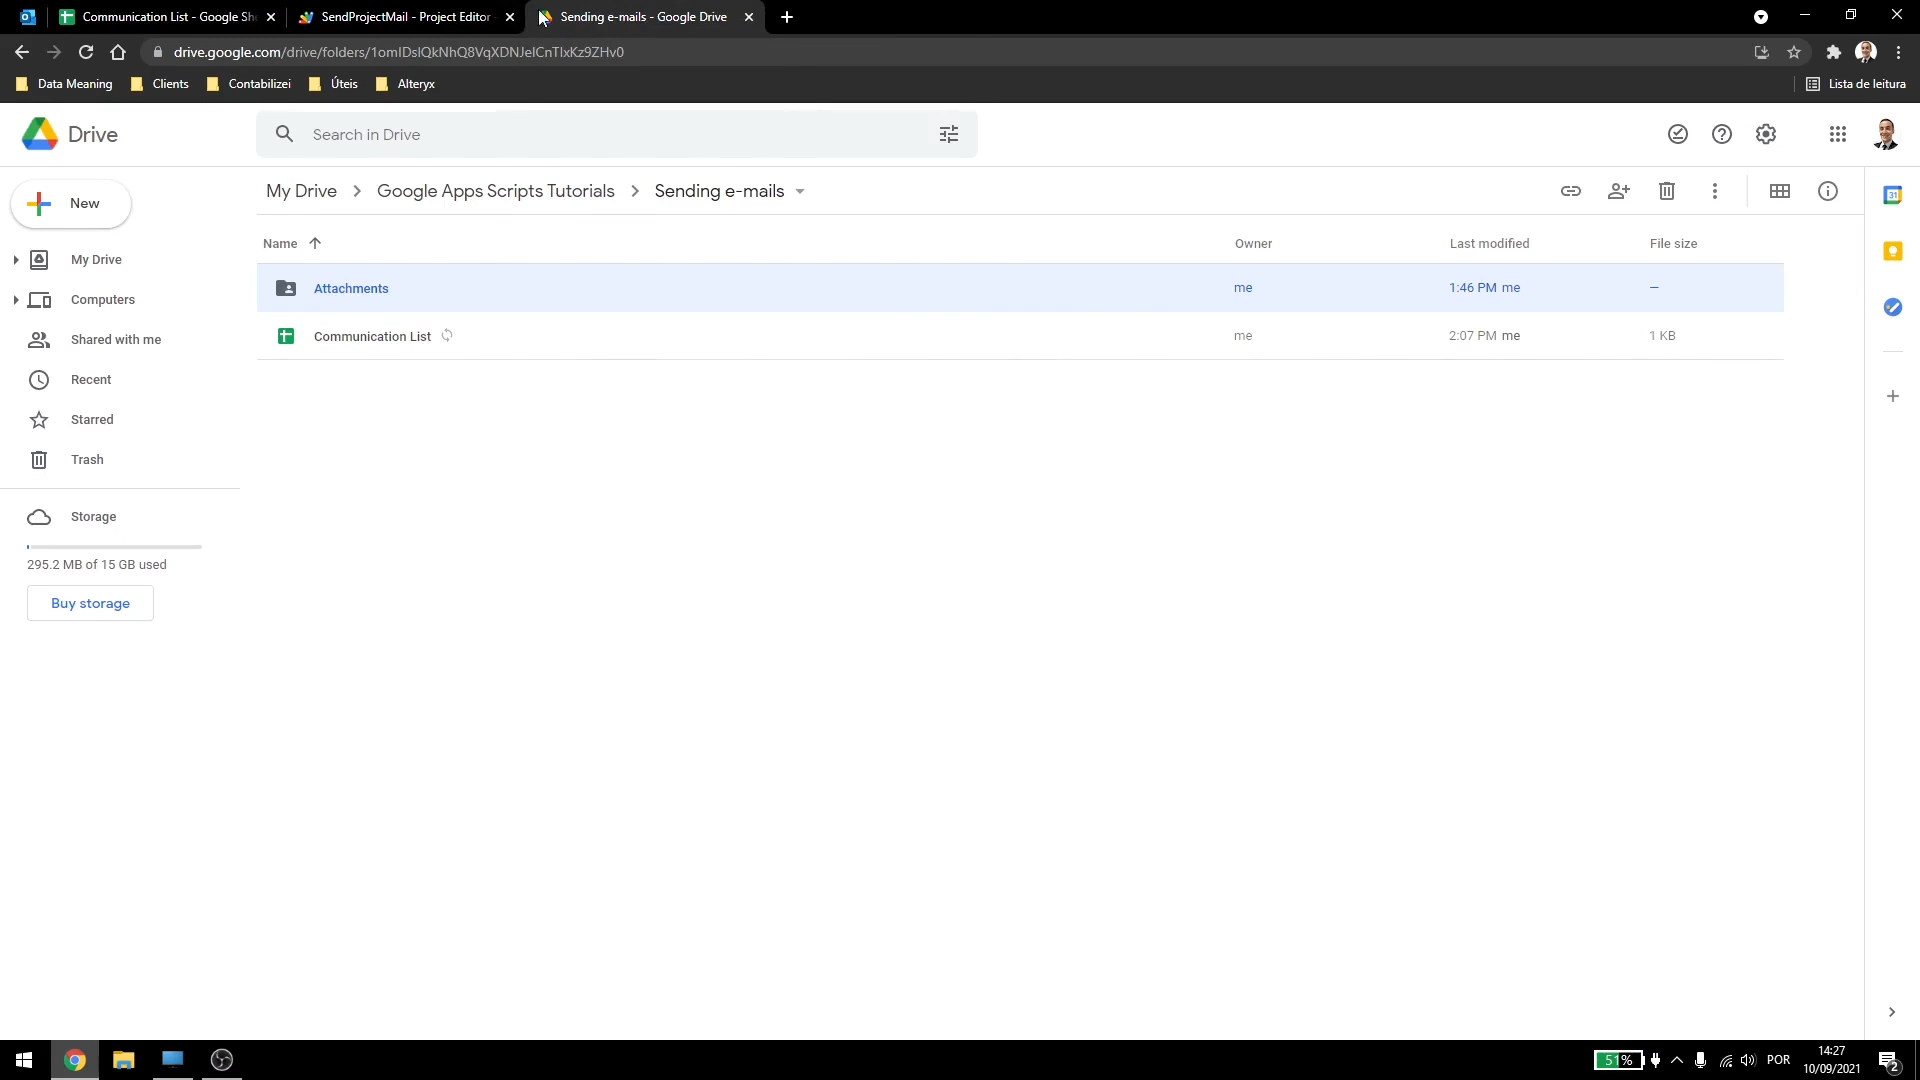 Communication List - Google She
SendProjectMail - Project Editor
Sending e-mails - Google Drive
drive.google.com/drive/folders/1omIDslQkNhQ8VqXDNJelCnTlxKz9ZHv0
Data Meaning
Clients
Contabilizei
Úteis
Alteryx
Lista de leitura
Drive
Search in Drive
New
My Drive
Computers
Shared with me
Recent
Starred
Trash
Storage
295.2 MB of 15 GB used
Buy storage
My Drive > Google Apps Scripts Tutorials > Sending e-mails
Name Owner Last modified File size
Attachments me 1:46 PM me —
Communication List me 2:07 PM me 1 KB
31
51%
POR
14:27
10/09/2021
2